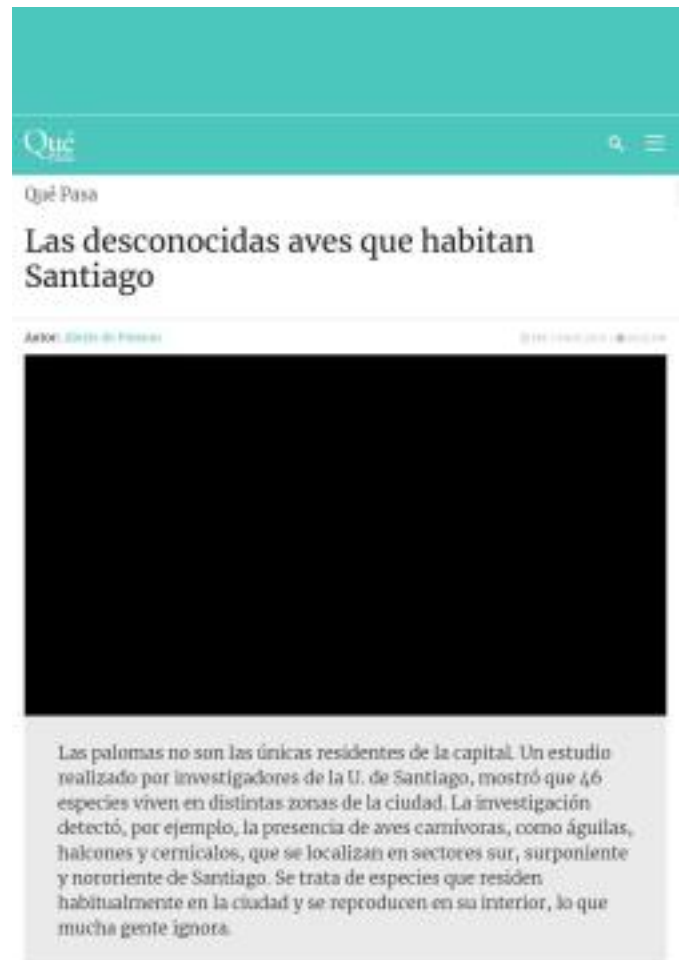 Qué
Qué Pasa
Las desconocidas aves que habitan
Santiago
Autor:
Las palomas no son las únicas residentes de la capital. Un estudio
realizado por investigadores de la U. de Santiago, mostró que 46
especies viven en distintas zonas de la ciudad. La investigación
detectó, por ejemplo, la presencia de aves carnívoras, como águilas,
halcones y cernícalos, que se localizan en sectores sur, surponiente
y nororiente de Santiago. Se trata de especies que residen
habitualmente en la ciudad y se reproducen en su interior, lo que
mucha gente ignora.